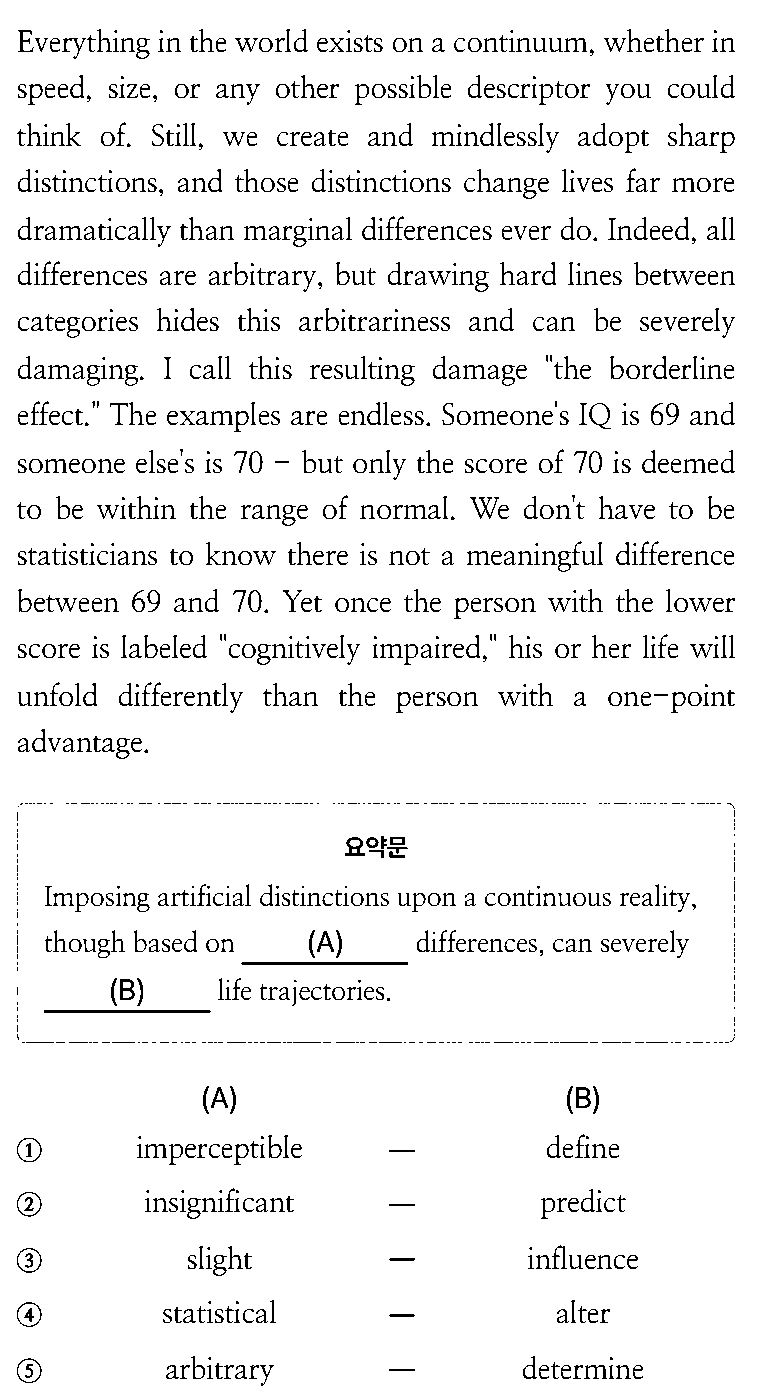 Everything in the world exists on a continuum, whether in
speed, size, or any other possible descriptor you could
think of. Still, we create and mindlessly adopt sharp
distinctions, and those distinctions change lives far more
dramatically than marginal differences ever do. Indeed, all
differences are arbitrary, but drawing hard lines between
categories hides this arbitrariness and can be severely
damaging. I call this resulting damage "the borderline
effect." The examples are endless. Someone's IQ is 69 and
someone else's is 70 - but only the score of 70 is deemed
to be within the range of normal. We don't have to be
statisticians to know there is not a meaningful difference
between 69 and 70. Yet once the person with the lower
score is labeled "cognitively impaired," his or her life will
unfold differently than the person with a one-point
advantage.
요약문
Imposing artificial distinctions upon a continuous reality,
though based on (A) differences, can severely
(B) life trajectories.
(A) (B)
① imperceptible — define
② insignificant — predict
③ slight — influence
④ statistical — alter
⑤ arbitrary — determine